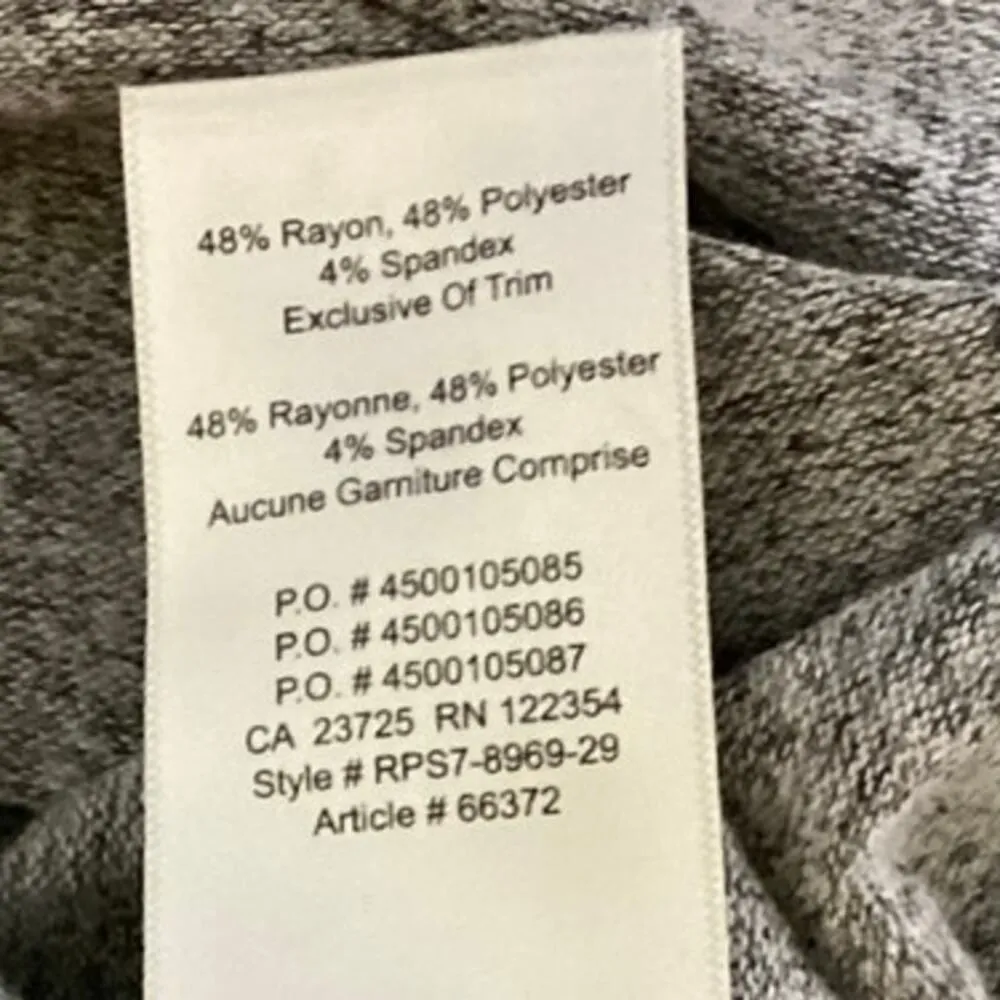 48% Rayon, 48% Polyester
4% Spandex
Exclusive Of Trim
48% Rayonne, 48% Polyester
4% Spandex
Aucune Garniture Comprise
P.O. # 4500105085
P.O. # 4500105086
P.O. # 4500105087
CA 23725 RN 122354
Style # RPS7-8969-29
Article # 66372